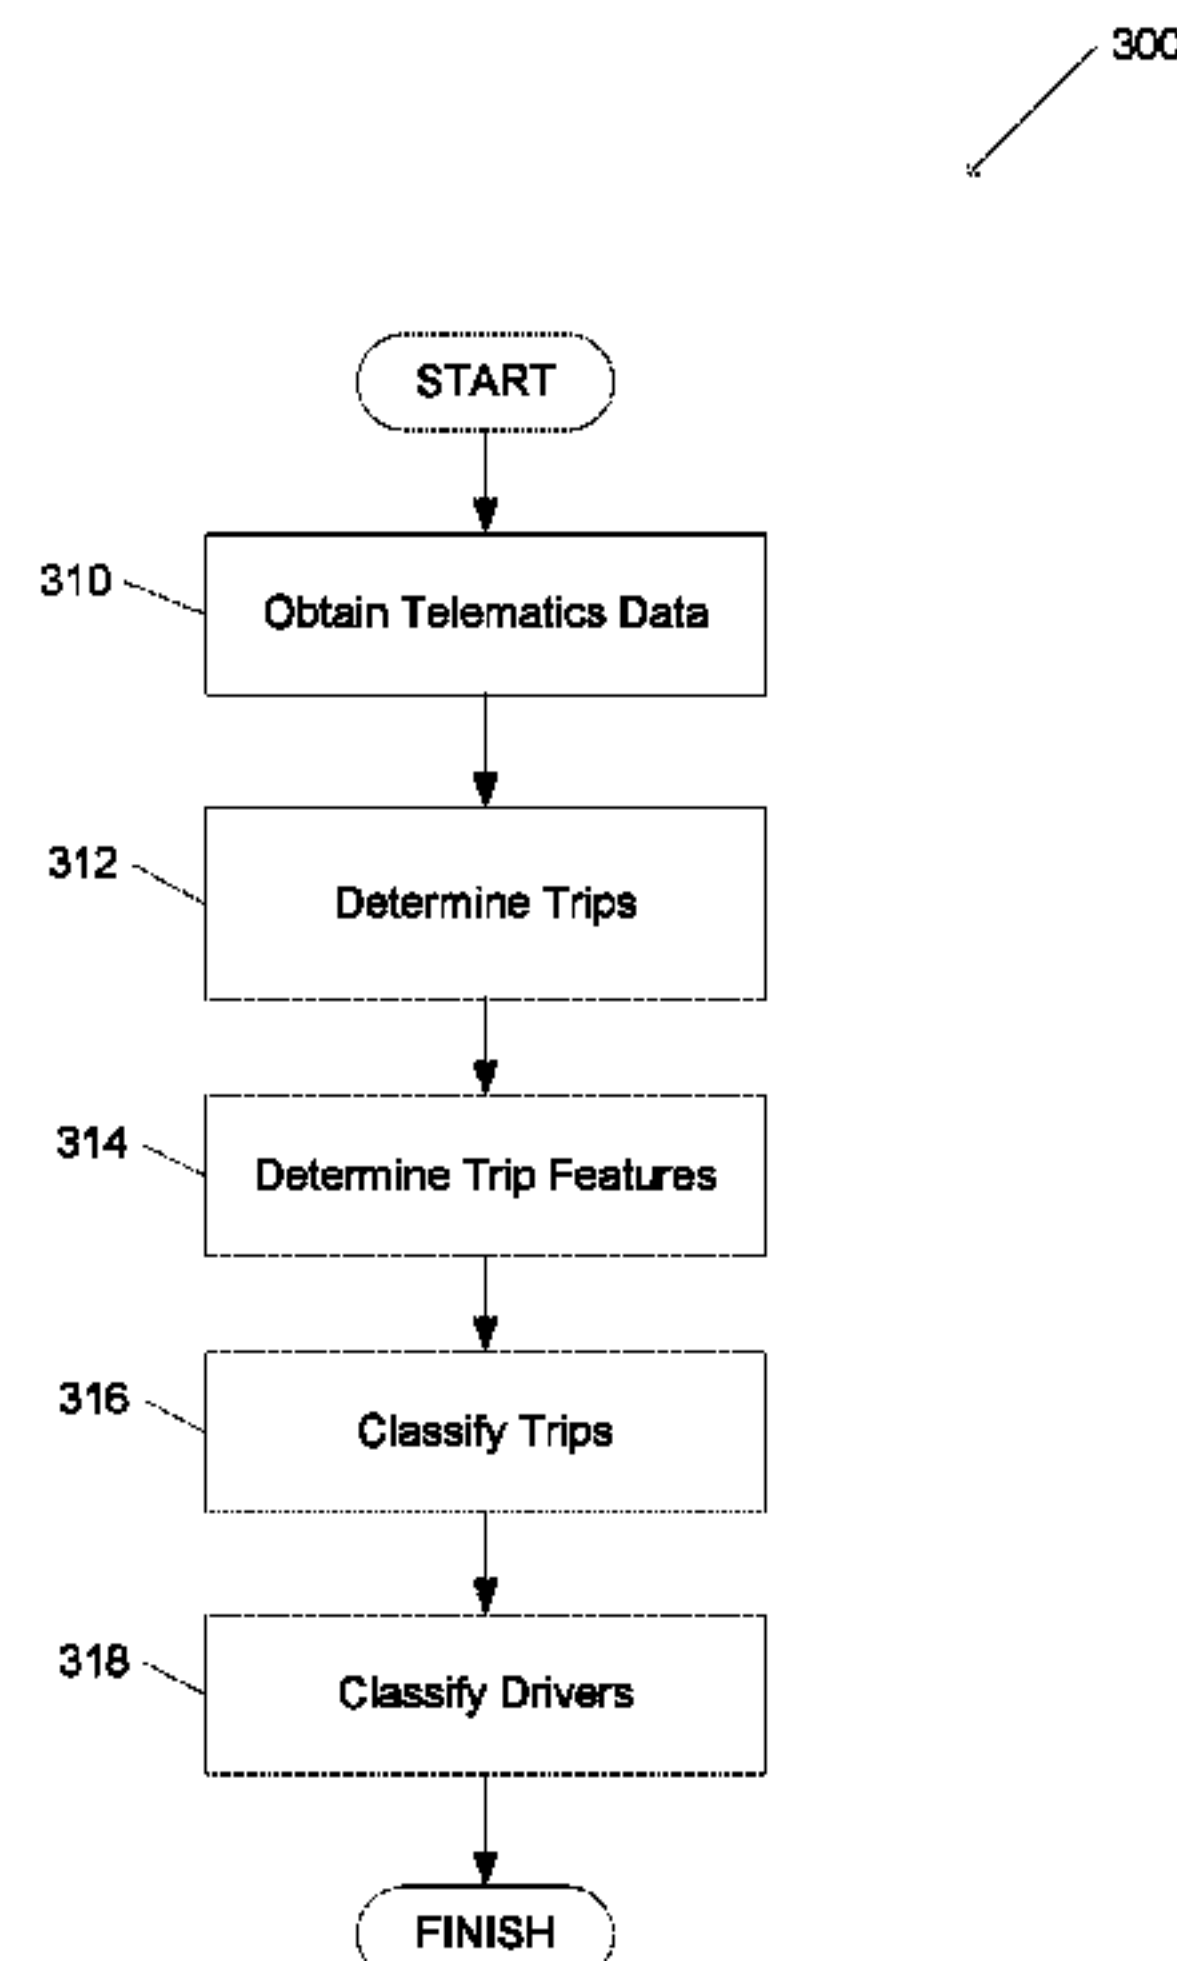 300
START
310
Obtain Telematics Data
312
Determine Trips
314
Determine Trip Features
316
Classify Trips
318
Classify Drivers
FINISH